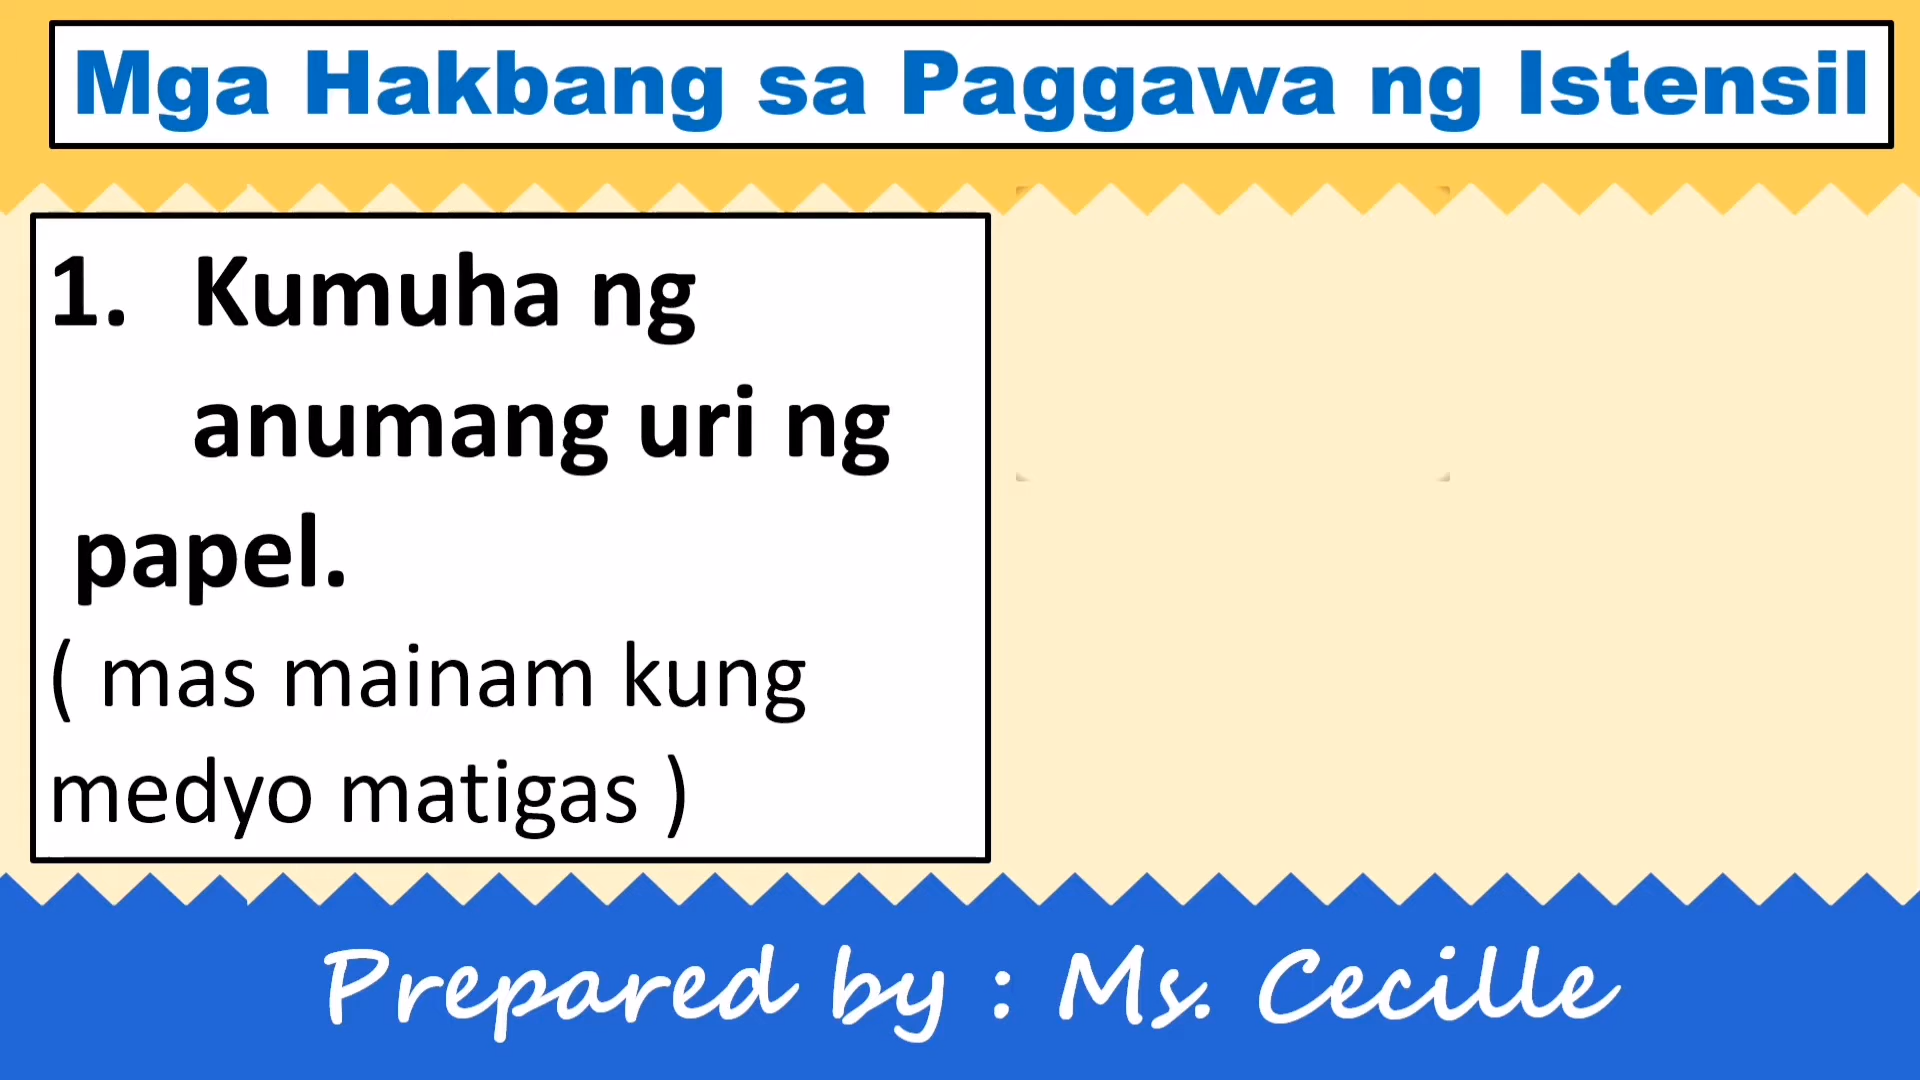 Mga Hakbang sa Paggawa ng Istensil
1. Kumuha ng
anumang uri ng
papel.
( mas mainam kung
medyo matigas )
Prepared by : Ms. Cecille